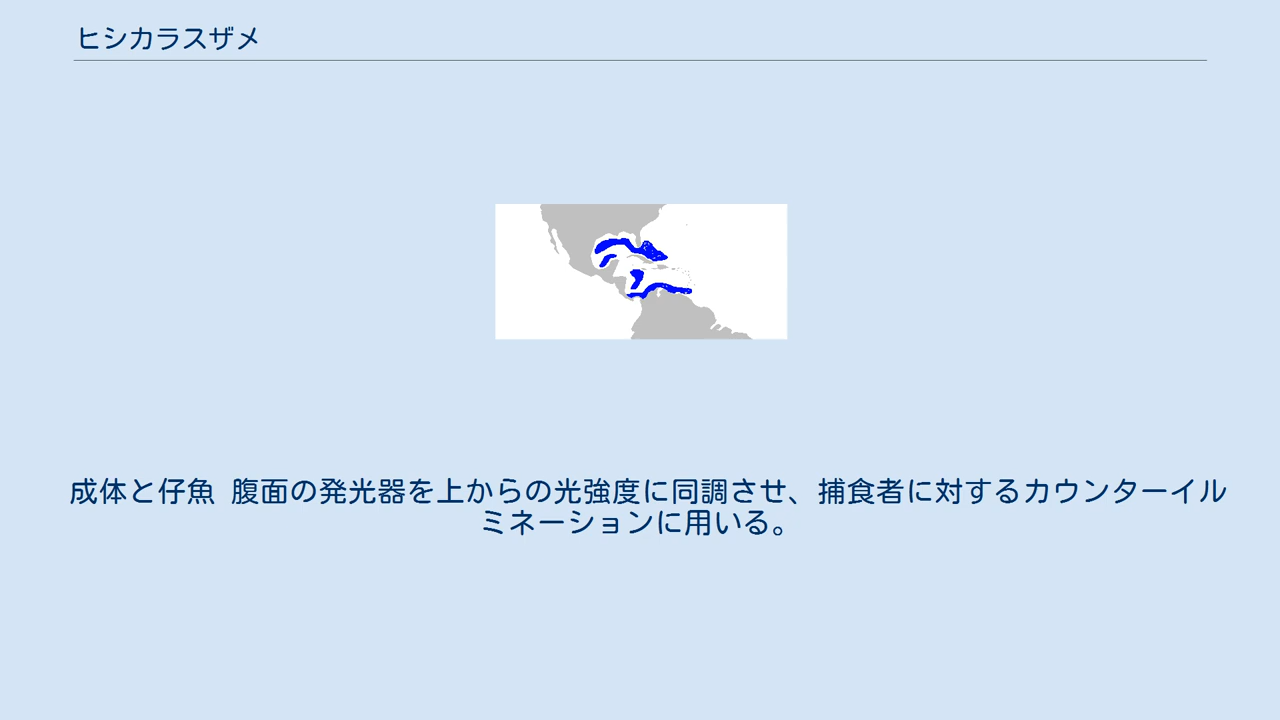 ヒシカラスザメ
成体と仔魚 腹面の発光器を上からの光強度に同調させ、捕食者に対するカウンターイル
ミネーションに用いる。